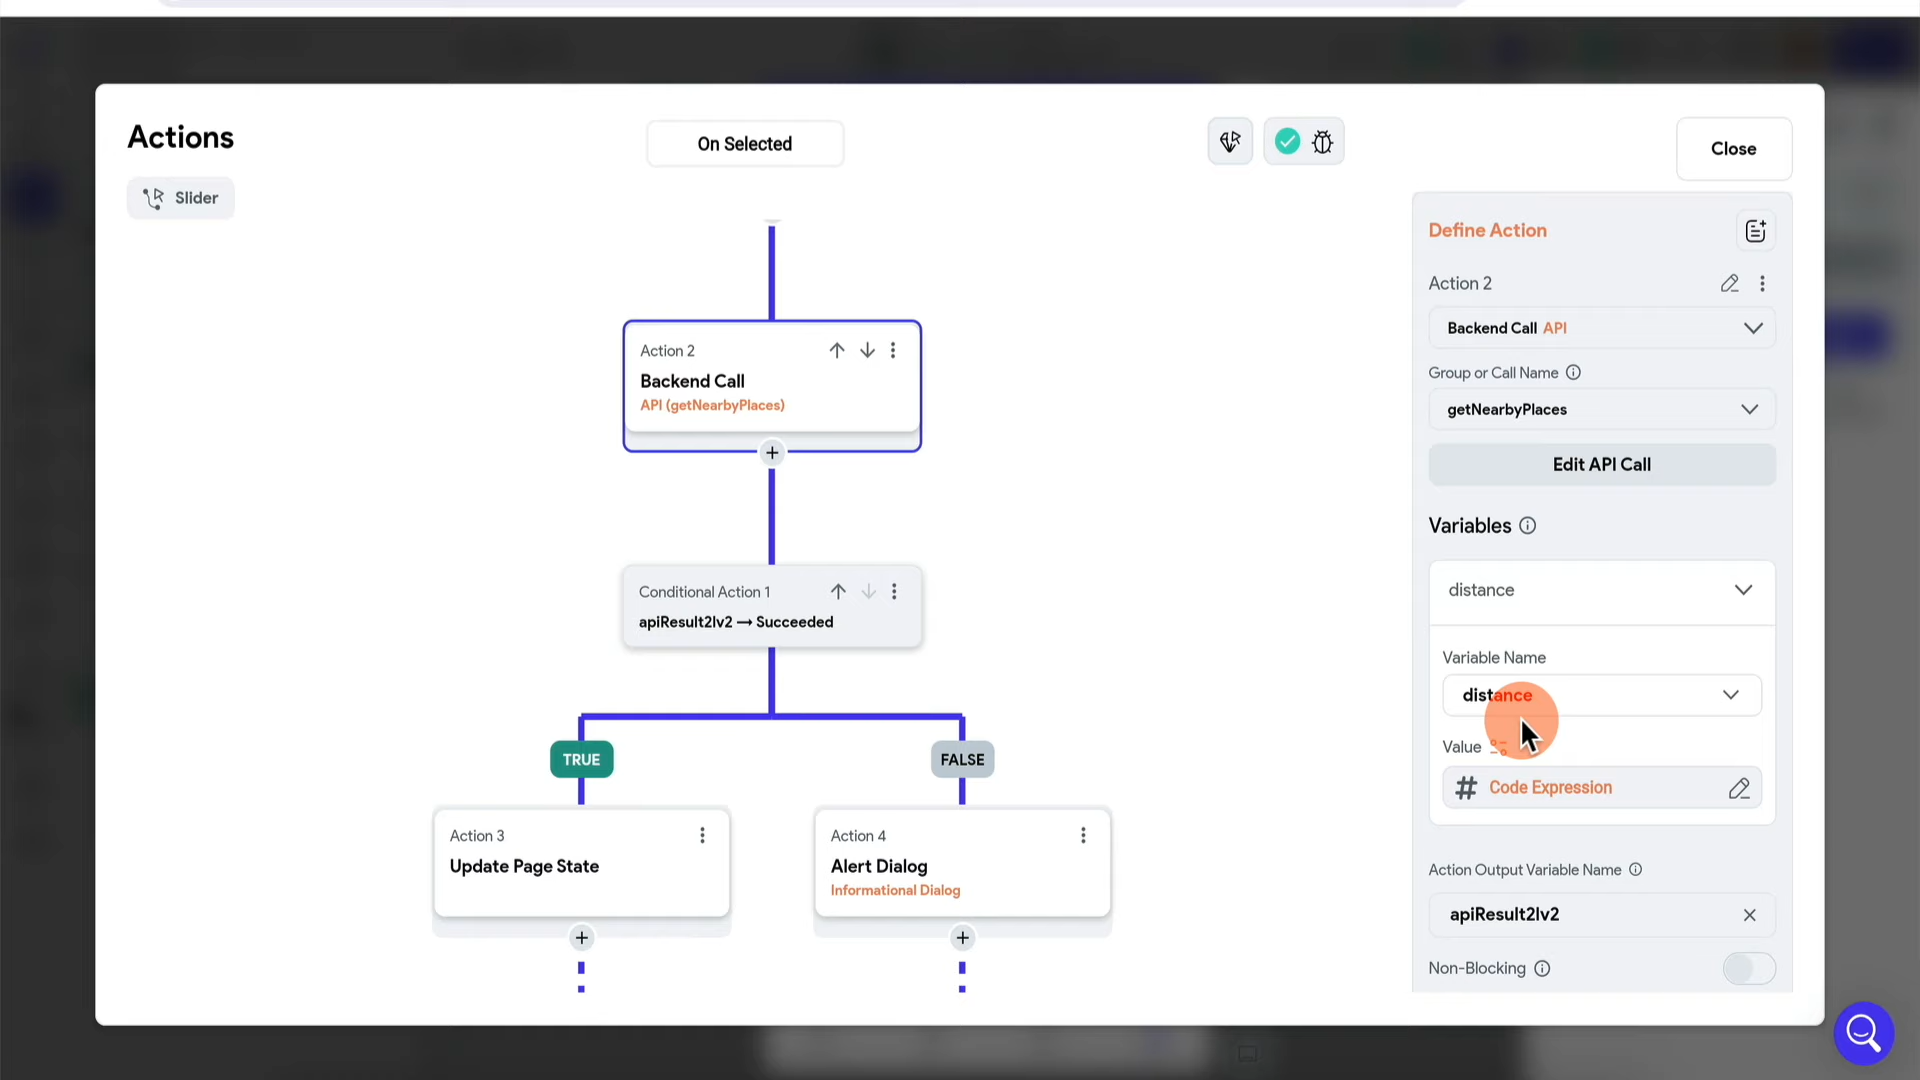 Actions
On Selected
Close
Slider
Define Action
Action 2
Backend Call API
Group or Call Name
getNearbyPlaces
Edit API Call
Variables
distance
Variable Name
distance
Value
Code Expression
Action Output Variable Name
apiResult2lv2
Non-Blocking
Action 2
Backend Call
API (getNearbyPlaces)
Conditional Action 1
apiResult2lv2 → Succeeded
TRUE
FALSE
Action 3
Update Page State
Action 4
Alert Dialog
Informational Dialog